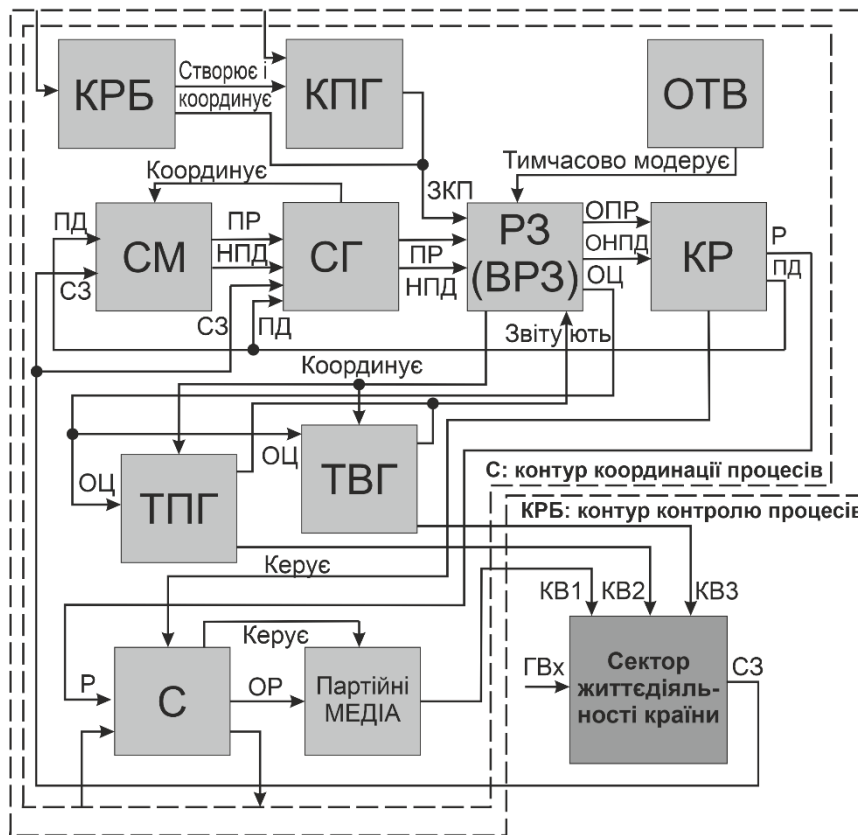 КРБ
Створює і
координує
КПГ
ОТВ
Тимчасово модерує
Координує
ЗКП
ПД
СМ
ПР
НПД
СГ
ПР
НПД
РЗ
(ВРЗ)
ОПР
ОНПД
ОЦ
КР
Р
ПД
СЗ
СЗ
ПД
Звітують
Координує
ОЦ
ТПГ
ОЦ
ТВГ
С: контур координації процесів
КРБ: контур контролю процесів
Керує
КВ1
КВ2
КВ3
Керує
Р
С
ОР
Партійні
МЕДІА
ГВх
Сектор
життєдіяль-
ності країни
СЗ